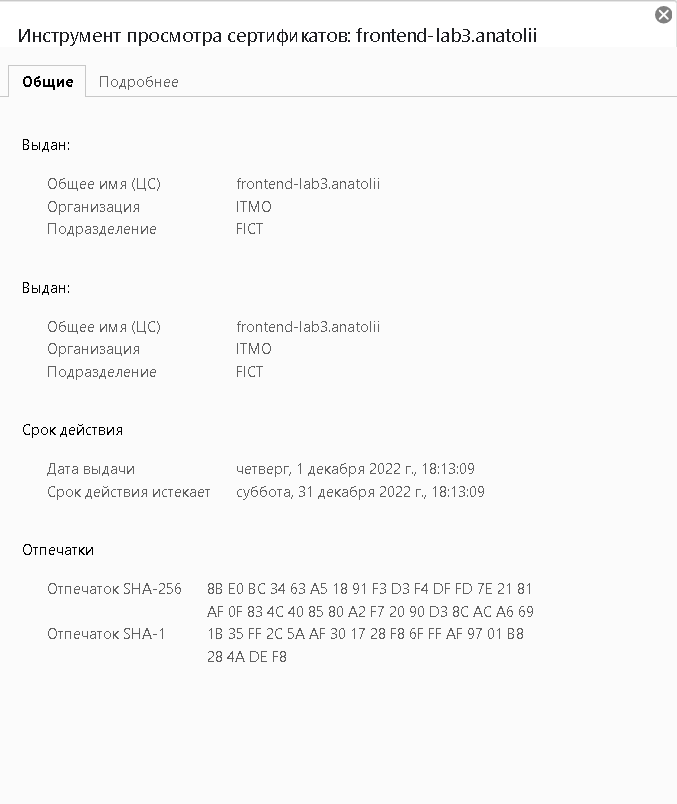 Инструмент просмотра сертификатов: frontend-lab3.anatolii
Общие Подробнее
Выдан:
Общее имя (ЦС) frontend-lab3.anatolii
Организация ITMO
Подразделение FICT
Выдан:
Общее имя (ЦС) frontend-lab3.anatolii
Организация ITMO
Подразделение FICT
Срок действия
Дата выдачи четверг, 1 декабря 2022 г., 18:13:09
Срок действия истекает суббота, 31 декабря 2022 г., 18:13:09
Отпечатки
Отпечаток SHA-256 8B E0 BC 34 63 A5 18 91 F3 D3 F4 DF FD 7E 21 81
AF 0F 83 4C 40 85 80 A2 F7 20 90 D3 8C AC A6 69
Отпечаток SHA-1 1B 35 FF 2C 5A AF 30 17 28 F8 6F FF AF 97 01 B8
28 4A DE F8